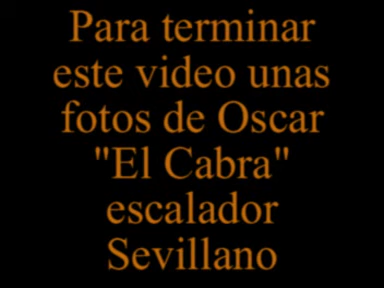 Para terminar
este video unas
fotos de Oscar
"El Cabra"
escalador
Sevillano